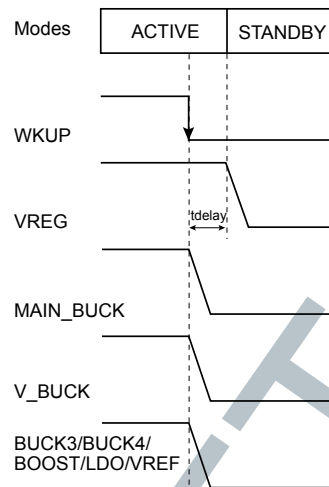 Modes ACTIVE STANDBY
WKUP
tdelay
VREG
MAIN_BUCK
V_BUCK
BUCK3/BUCK4/
BOOST/LDO/VREF